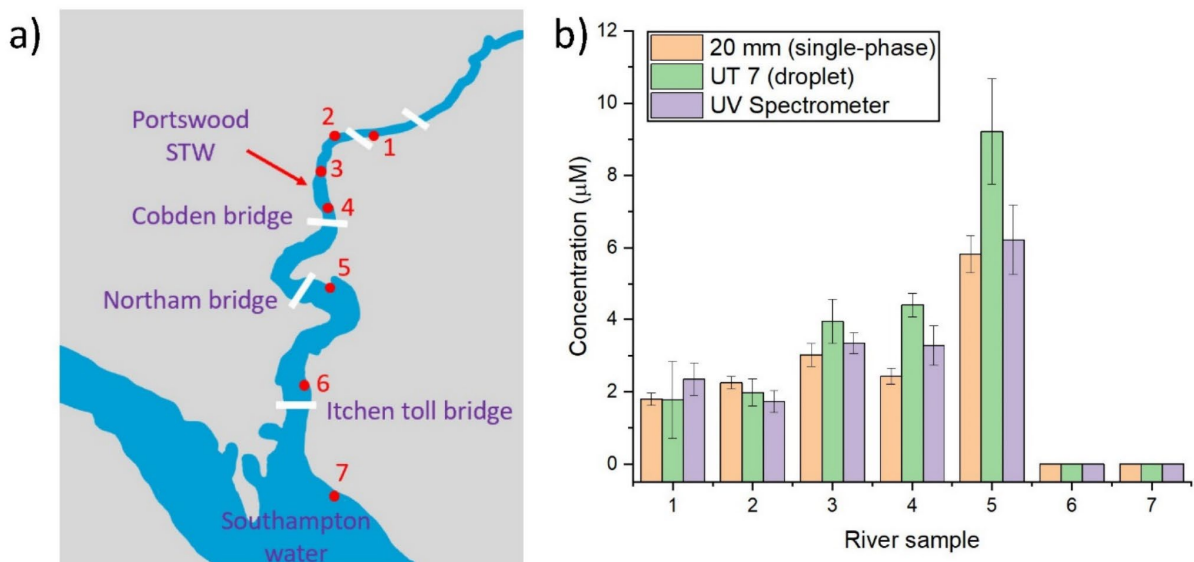 a)
Portswood
STW
2
1
3
4
Cobden bridge
5
Northam bridge
6
Itchen toll bridge
7
Southampton
water
b)
20 mm (single-phase)
UT 7 (droplet)
UV Spectrometer
Concentration (μM)
12
10
8
6
4
2
0
1 2 3 4 5 6 7
River sample